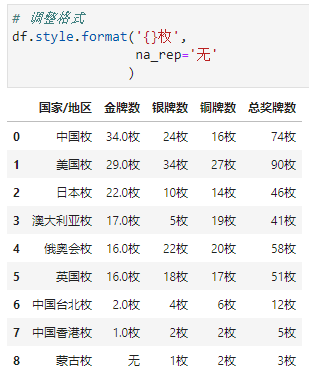 # 调整格式
df.style.format('{}枚',
na_rep='无'
)
国家/地区 金牌数 银牌数 铜牌数 总奖牌数
0 中国枚 34.0枚 24枚 16枚 74枚
1 美国枚 29.0枚 34枚 27枚 90枚
2 日本枚 22.0枚 10枚 14枚 46枚
3 澳大利亚枚 17.0枚 5枚 19枚 41枚
4 俄奥会枚 16.0枚 22枚 20枚 58枚
5 英国枚 16.0枚 18枚 17枚 51枚
6 中国台北枚 2.0枚 4枚 6枚 12枚
7 中国香港枚 1.0枚 2枚 2枚 5枚
8 蒙古枚 无 1枚 2枚 3枚